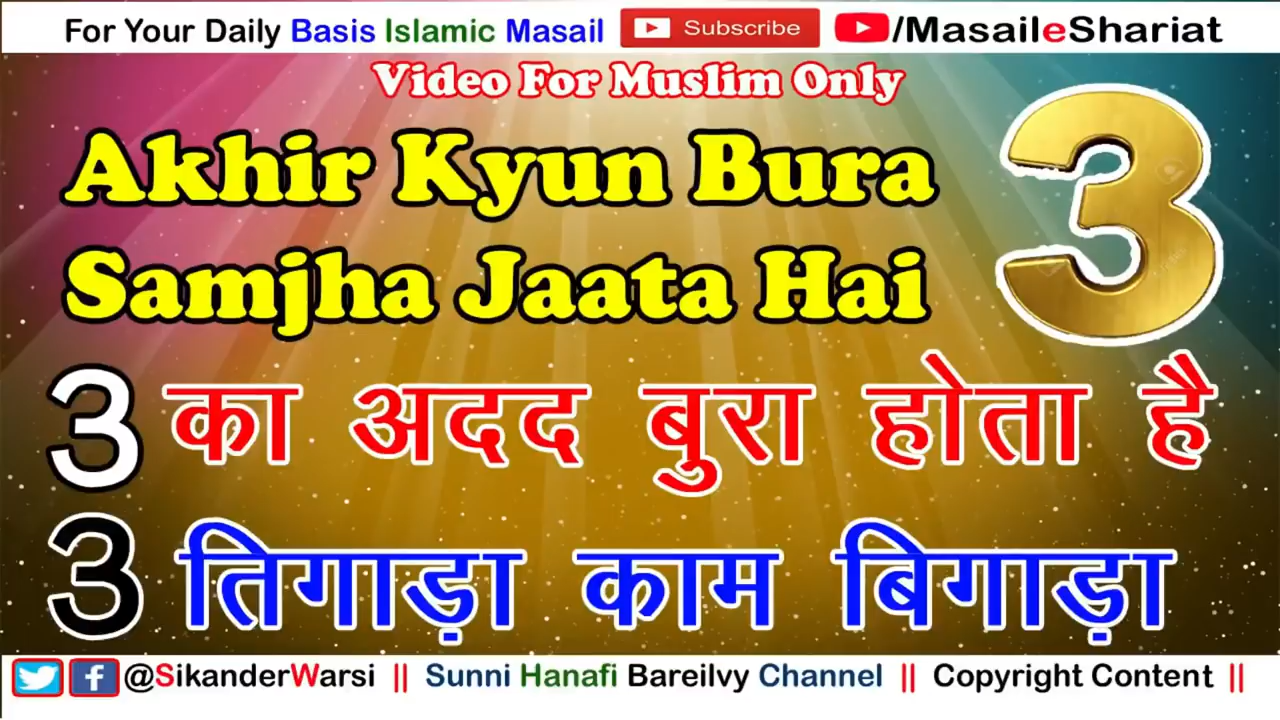 For Your Daily Basis Islamic Masail Subscribe /MasaileShariat
Video For Muslim Only
Akhir Kyun Bura
Samjha Jaata Hai
3
3 का अदद बुरा होता है
3 तिगाड़ा काम बिगाड़ा
@SikanderWarsi || Sunni Hanafi Bareilvy Channel || Copyright Content ||